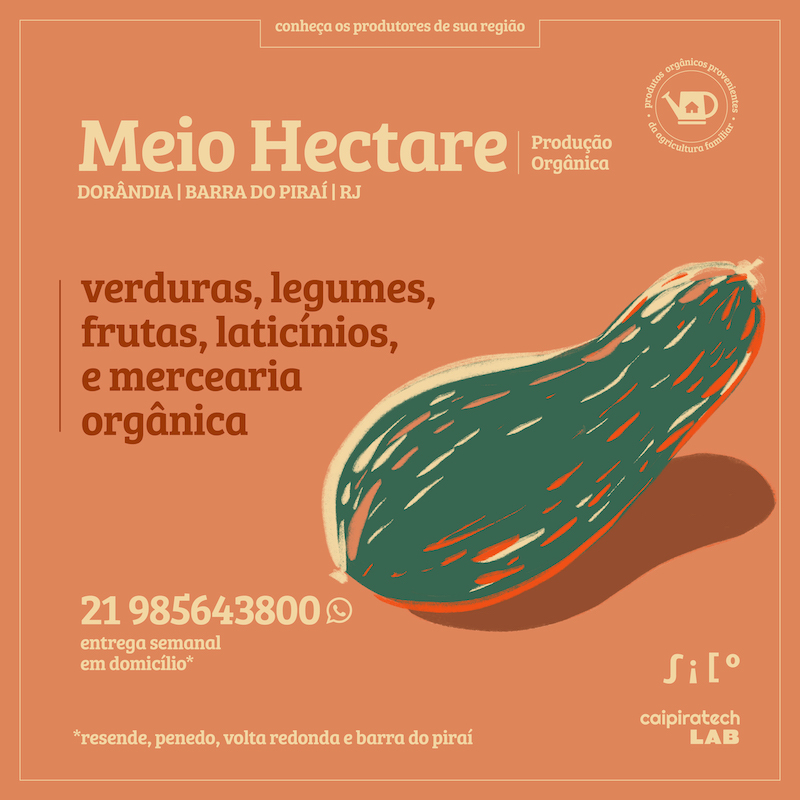 conheça os produtores de sua região
produtos orgânicos provenientes
da agricultura familiar
Meio Hectare
Produção
Orgânica
DORÂNDIA | BARRA DO PIRAÍ | RJ
verduras, legumes,
frutas, laticínios,
e mercearia
orgânica
21 985643800
entrega semanal
em domicílio*
silo
caipiratech
LAB
*resende, penedo, volta redonda e barra do piraí